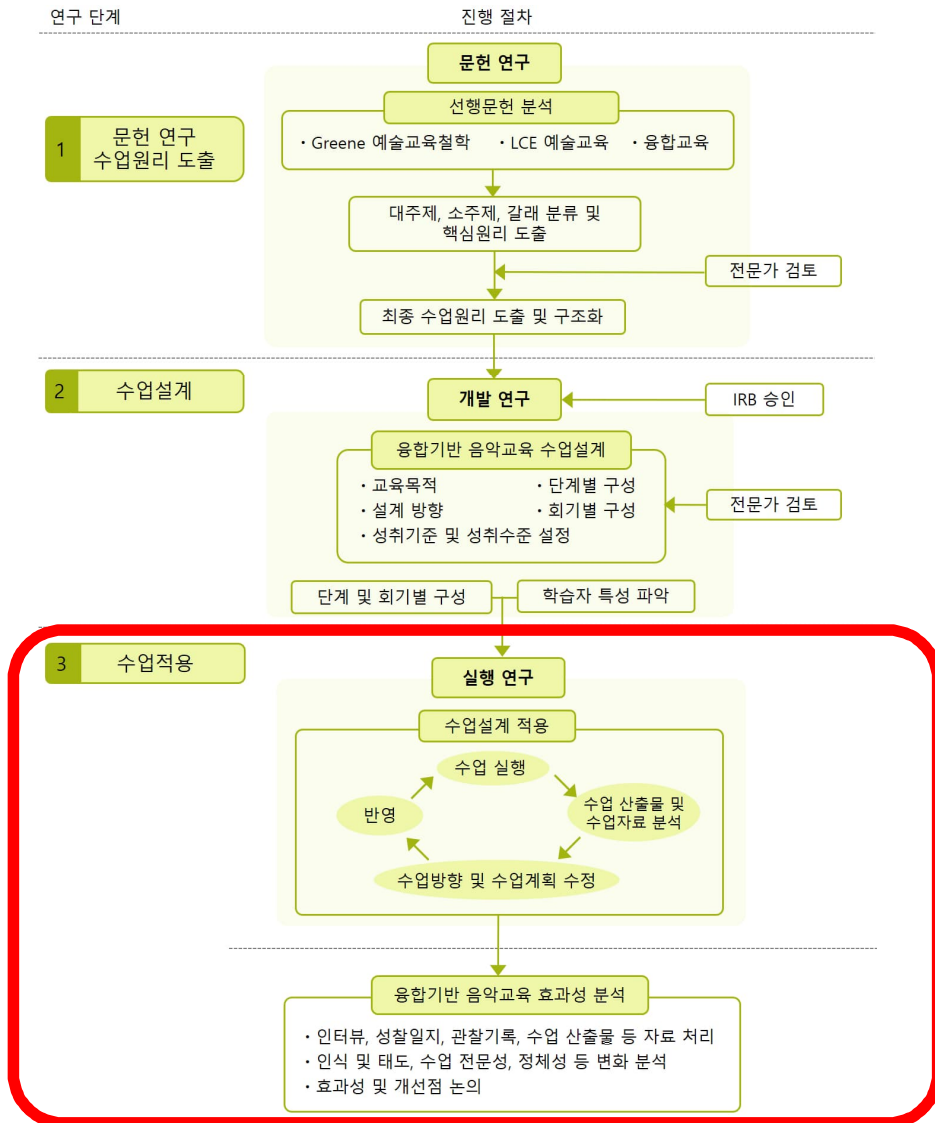 연구 단계
진행 절차
문헌 연구
선행문헌 분석
1
문헌 연구
수업원리 도출
· Greene 예술교육철학 · LCE 예술교육 · 융합교육
대주제, 소주제, 갈래 분류 및
핵심원리 도출
전문가 검토
최종 수업원리 도출 및 구조화
2
수업설계
개발 연구
IRB 승인
융합기반 음악교육 수업설계
· 교육목적 · 단계별 구성
· 설계 방향 · 회기별 구성
· 성취기준 및 성취수준 설정
전문가 검토
단계 및 회기별 구성
학습자 특성 파악
3
수업적용
실행 연구
수업설계 적용
수업 실행
반영
수업 산출물 및
수업자료 분석
수업방향 및 수업계획 수정
융합기반 음악교육 효과성 분석
· 인터뷰, 성찰일지, 관찰기록, 수업 산출물 등 자료 처리
· 인식 및 태도, 수업 전문성, 정체성 등 변화 분석
· 효과성 및 개선점 논의